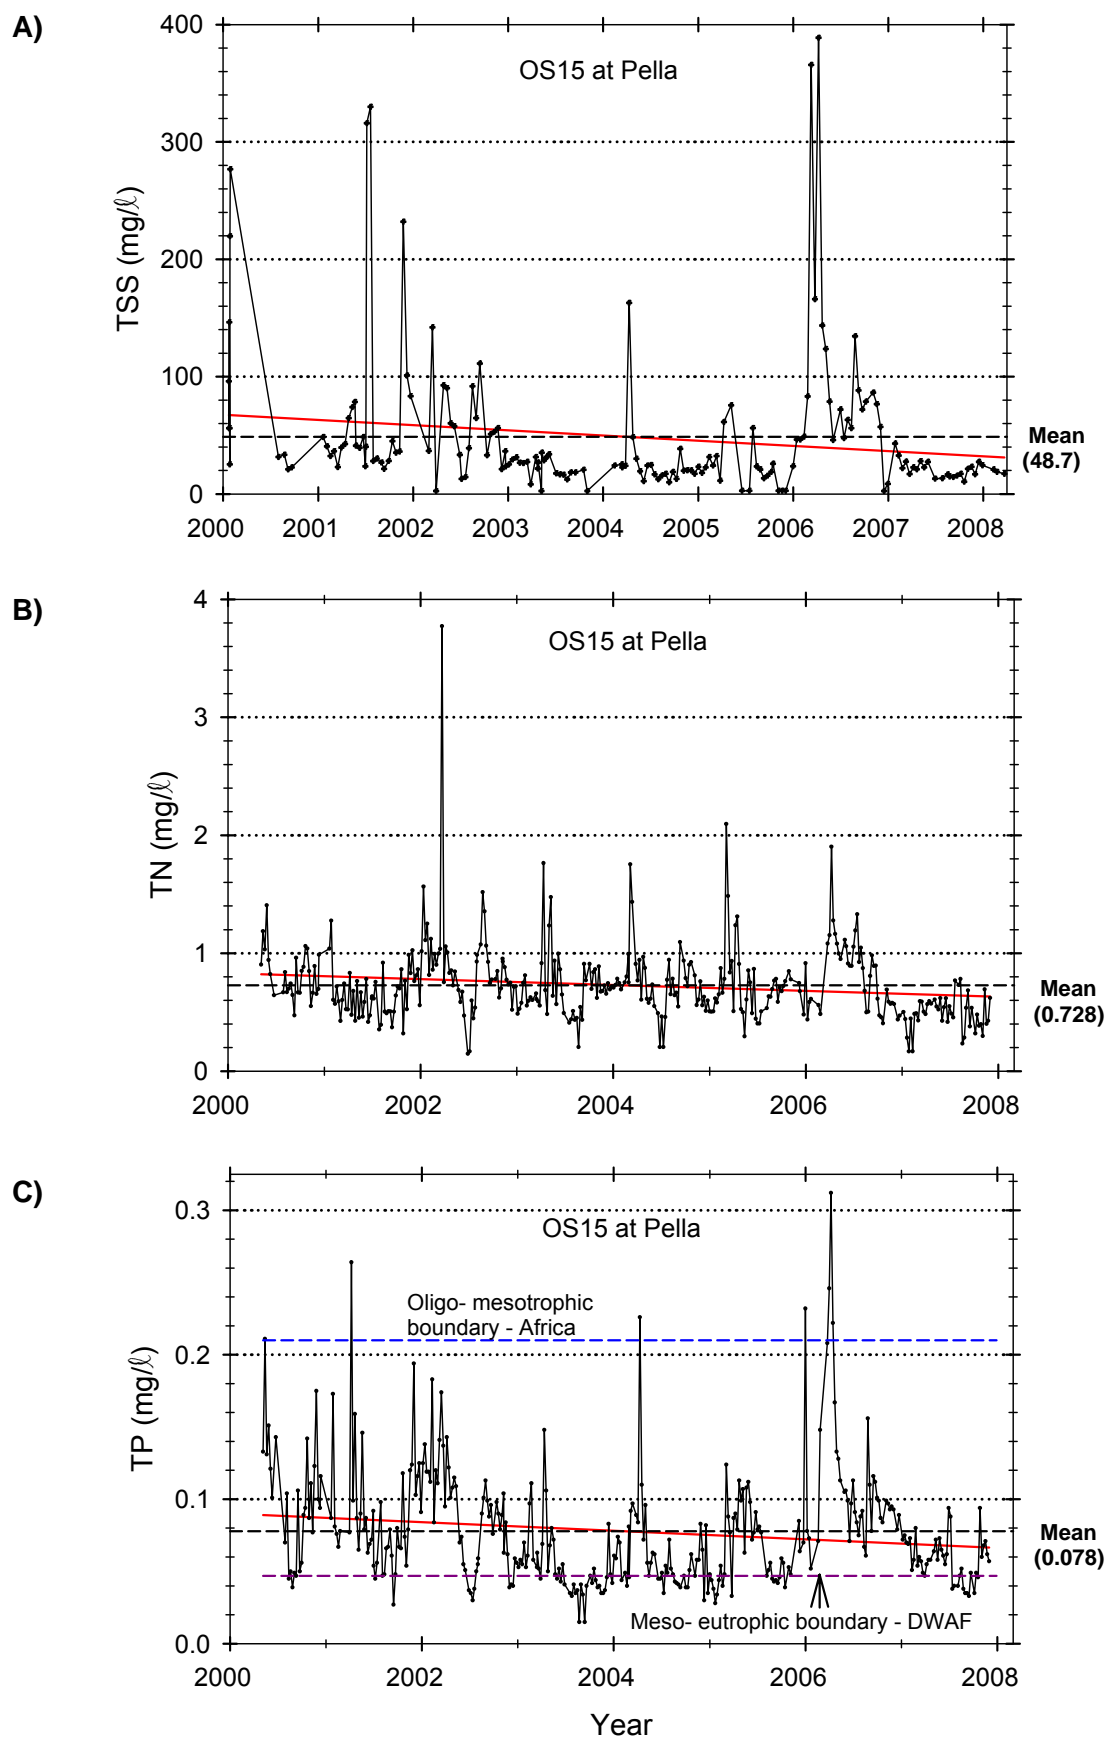 A)
OS15 at Pella
TSS (mg/ℓ)
400
300
200
100
0
Mean
(48.7)
2000 2001 2002 2003 2004 2005 2006 2007 2008
B)
OS15 at Pella
TN (mg/ℓ)
4
3
2
1
0
Mean
(0.728)
2000 2002 2004 2006 2008
C)
OS15 at Pella
TP (mg/ℓ)
0.3
0.2
0.1
0.0
Oligo- mesotrophic
boundary - Africa
Mean
(0.078)
Meso- eutrophic boundary - DWAF
2000 2002 2004 2006 2008
Year